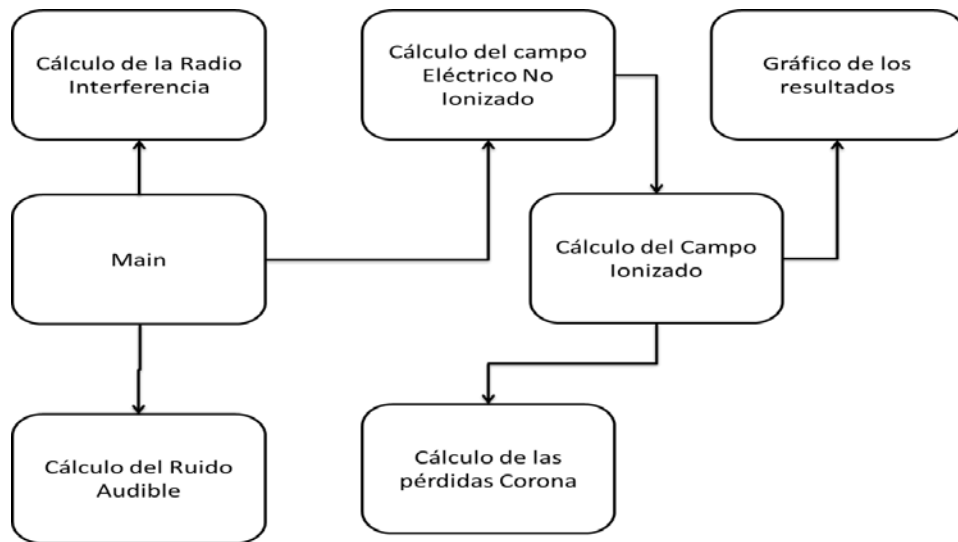 Cálculo de la Radio
Interferencia
Cálculo del campo
Eléctrico No
Ionizado
Gráfico de los
resultados
Main
Cálculo del Campo
Ionizado
Cálculo del Ruido
Audible
Cálculo de las
pérdidas Corona